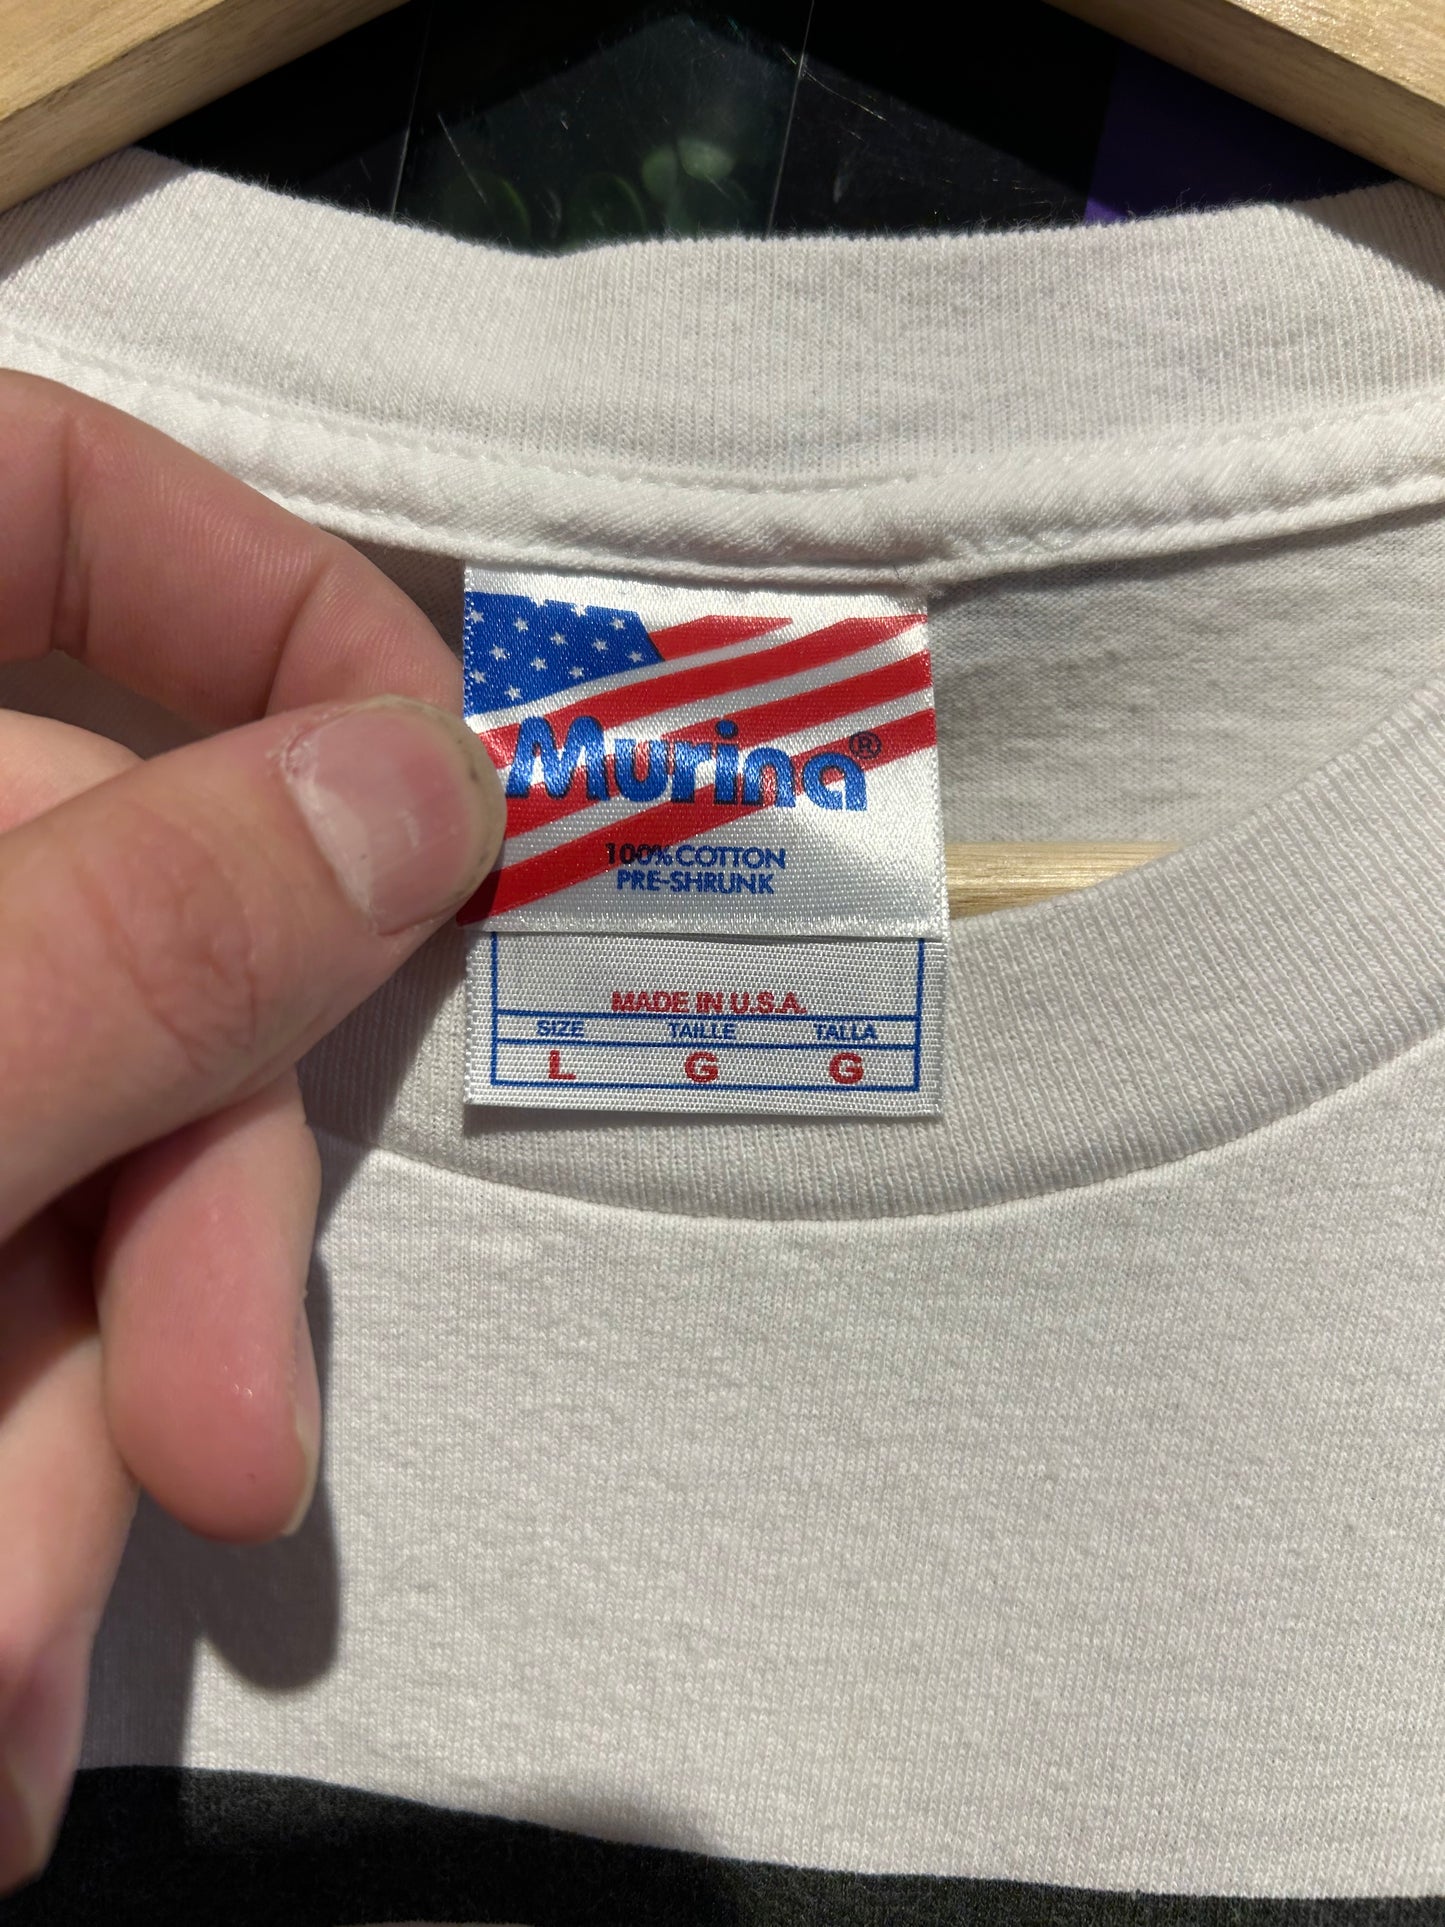 Murina®
100% COTTON
PRE-SHRUNK
MADE IN U.S.A.
SIZE TAILLE TALLA
L G G